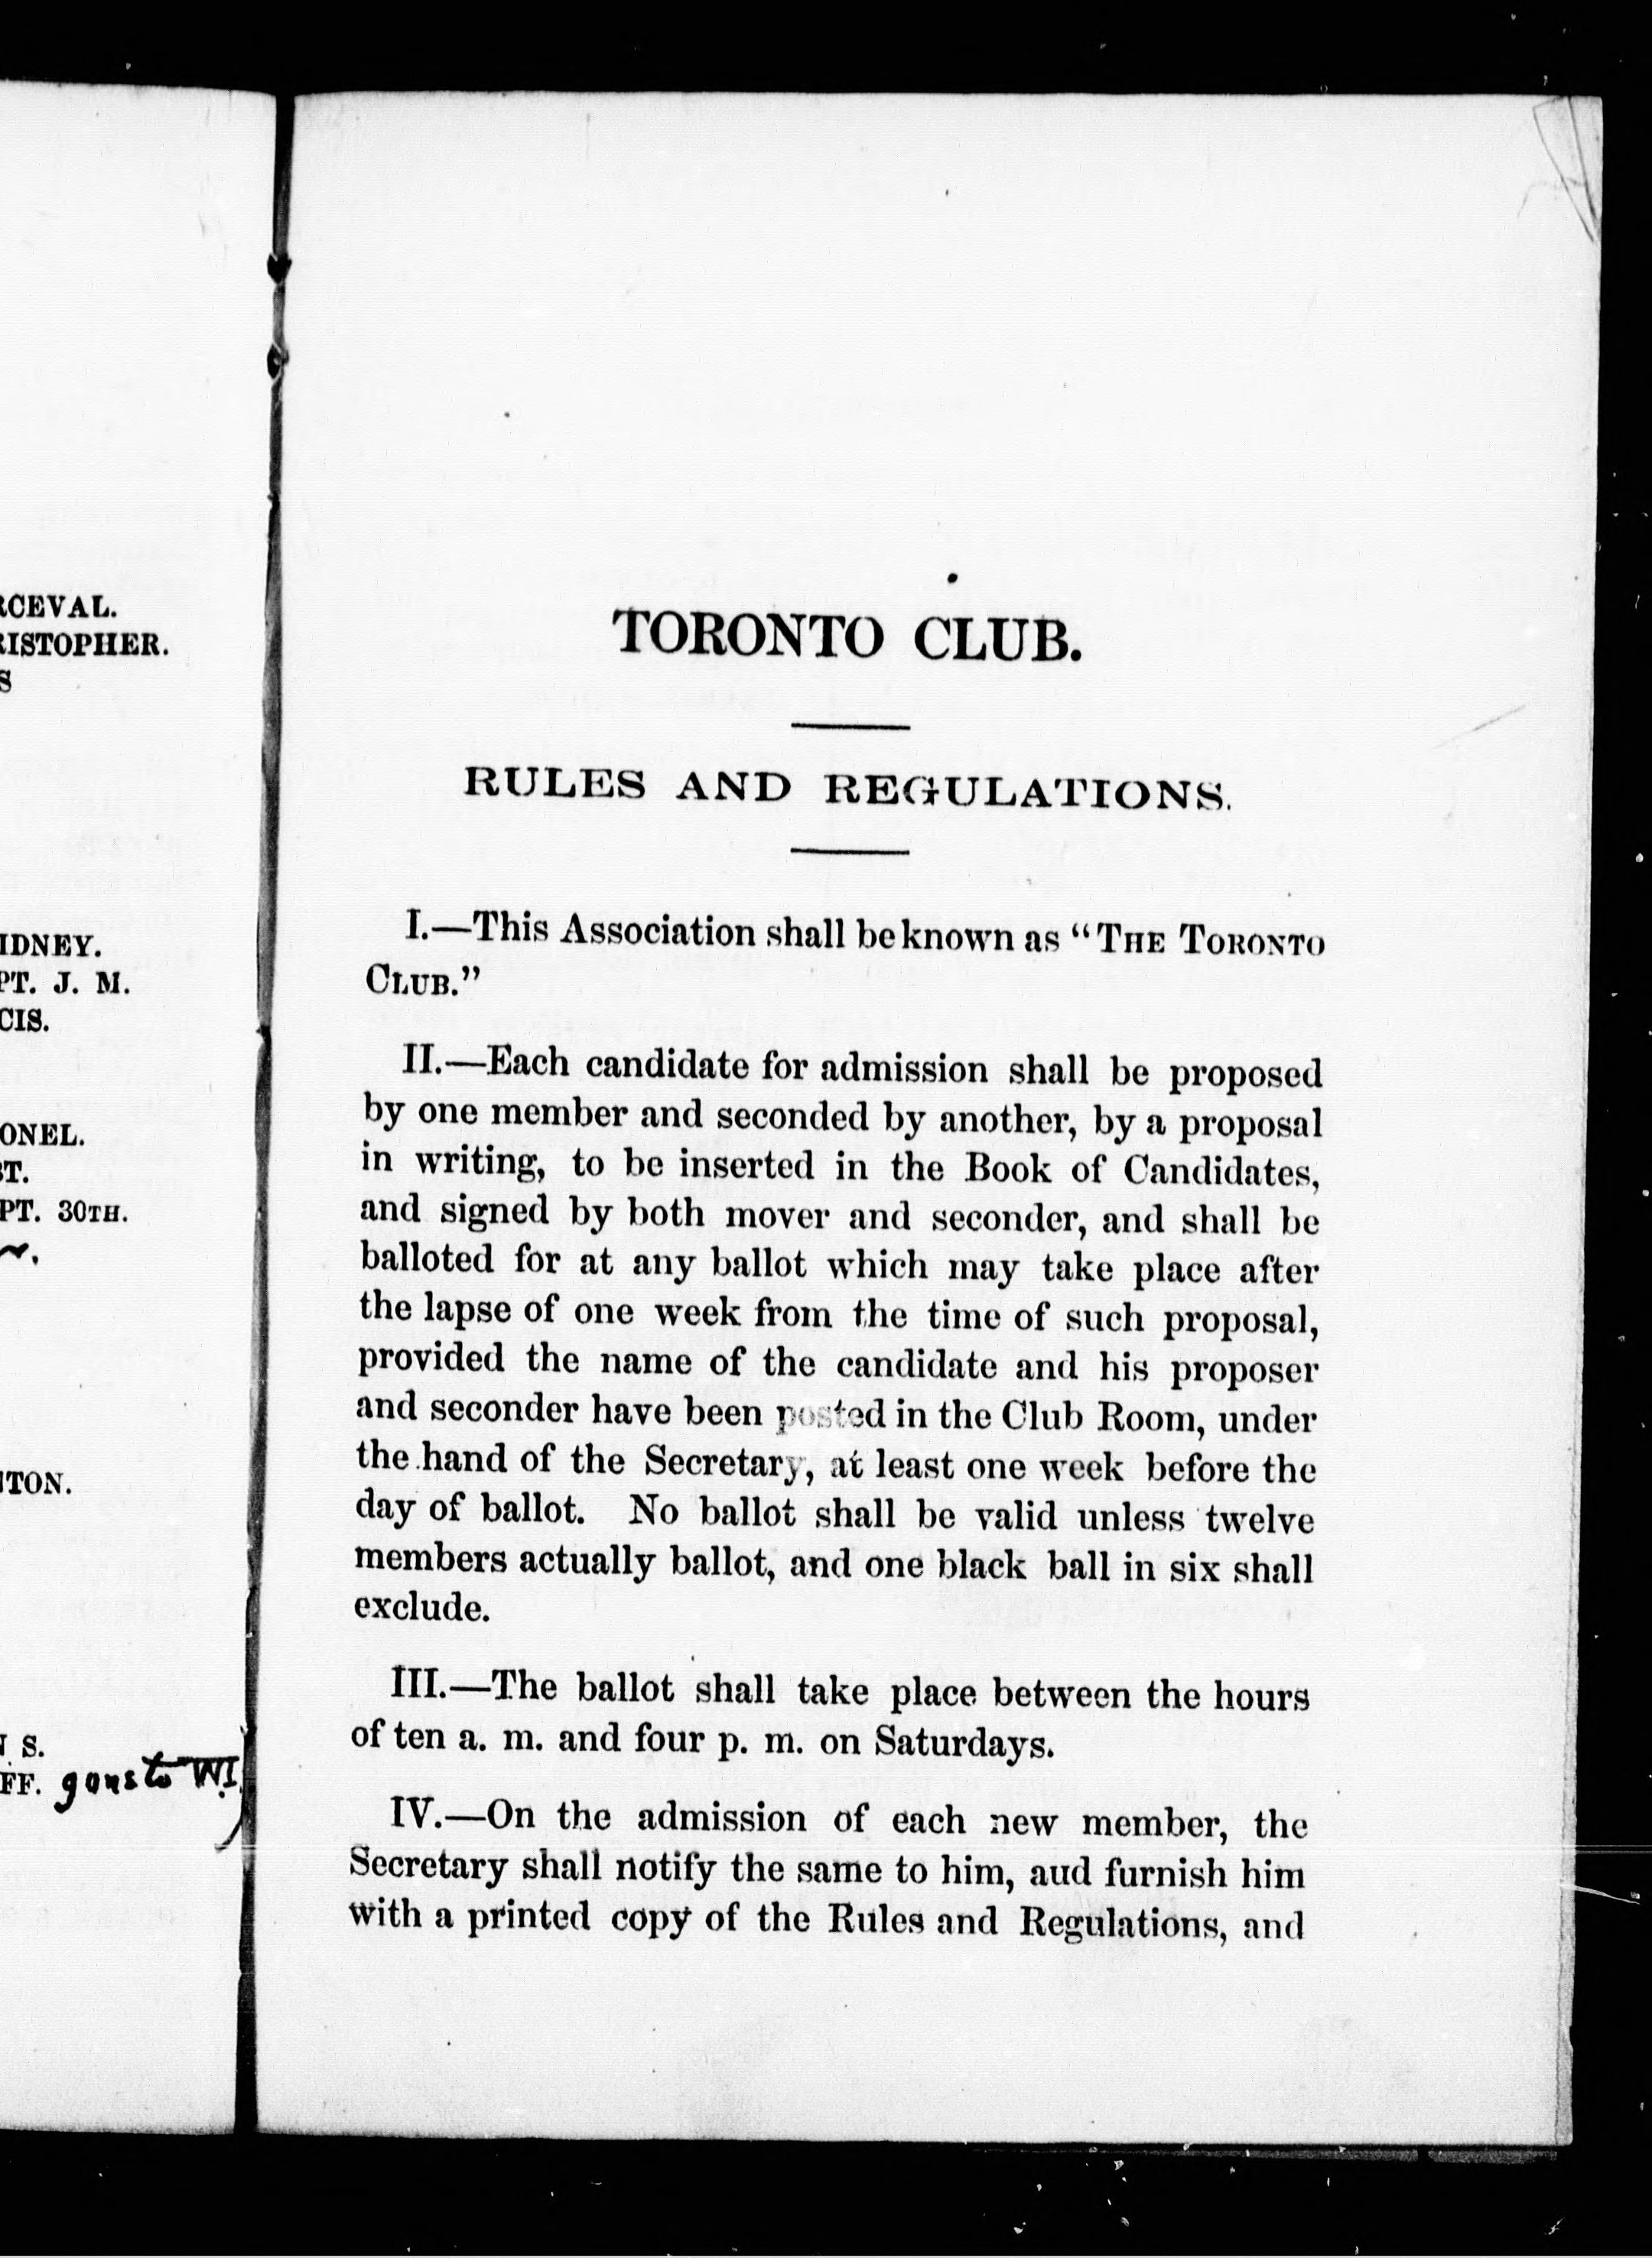 RCEVAL.
RISTOPHER.
S
IDNEY.
PT. J. M.
CIS.
ONEL.
ST.
PT. 30TH.
NTON.
N S.
FF. gone to W.I.
TORONTO CLUB.
RULES AND REGULATIONS.
I.—This Association shall be known as "THE TORONTO
CLUB."
II.—Each candidate for admission shall be proposed
by one member and seconded by another, by a proposal
in writing, to be inserted in the Book of Candidates,
and signed by both mover and seconder, and shall be
balloted for at any ballot which may take place after
the lapse of one week from the time of such proposal,
provided the name of the candidate and his proposer
and seconder have been posted in the Club Room, under
the hand of the Secretary, at least one week before the
day of ballot. No ballot shall be valid unless twelve
members actually ballot, and one black ball in six shall
exclude.
III.—The ballot shall take place between the hours
of ten a. m. and four p. m. on Saturdays.
IV.—On the admission of each new member, the
Secretary shall notify the same to him, aud furnish him
with a printed copy of the Rules and Regulations, and